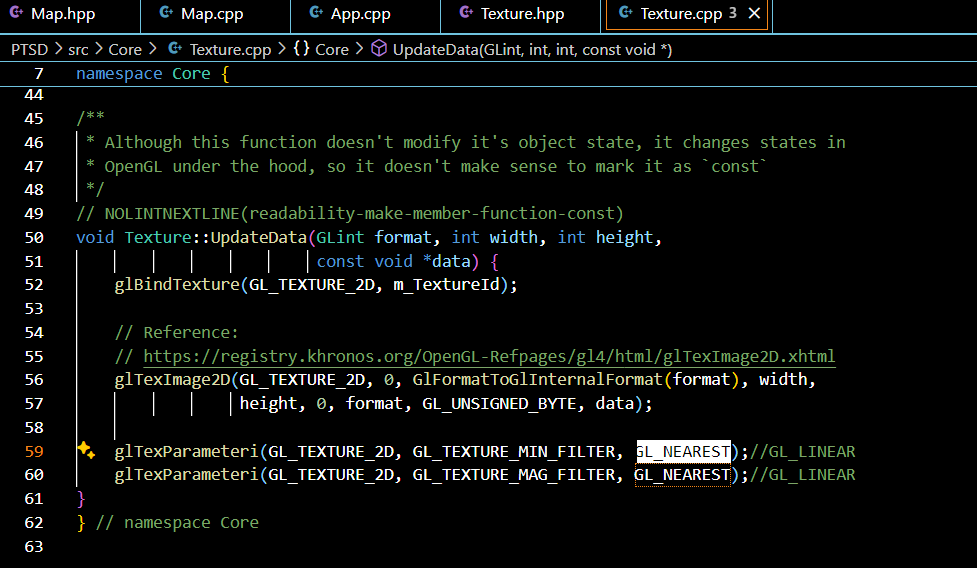 Map.hpp Map.cpp App.cpp Texture.hpp Texture.cpp 3
PTSD > src > Core > Texture.cpp > {} Core > UpdateData(GLint, int, int, const void *)
7 namespace Core {
44
45 /**
46 * Although this function doesn't modify it's object state, it changes states in
47 * OpenGL under the hood, so it doesn't make sense to mark it as `const`
48 */
49 // NOLINTNEXTLINE(readability-make-member-function-const)
50 void Texture::UpdateData(GLint format, int width, int height,
51 const void *data) {
52 glBindTexture(GL_TEXTURE_2D, m_TextureId);
53
54 // Reference:
55 // https://registry.khronos.org/OpenGL-Refpages/gl4/html/glTexImage2D.xhtml
56 glTexImage2D(GL_TEXTURE_2D, 0, GlFormatToGlInternalFormat(format), width,
57 height, 0, format, GL_UNSIGNED_BYTE, data);
58
59 glTexParameteri(GL_TEXTURE_2D, GL_TEXTURE_MIN_FILTER, GL_NEAREST);//GL_LINEAR
60 glTexParameteri(GL_TEXTURE_2D, GL_TEXTURE_MAG_FILTER, GL_NEAREST);//GL_LINEAR
61 }
62 } // namespace Core
63